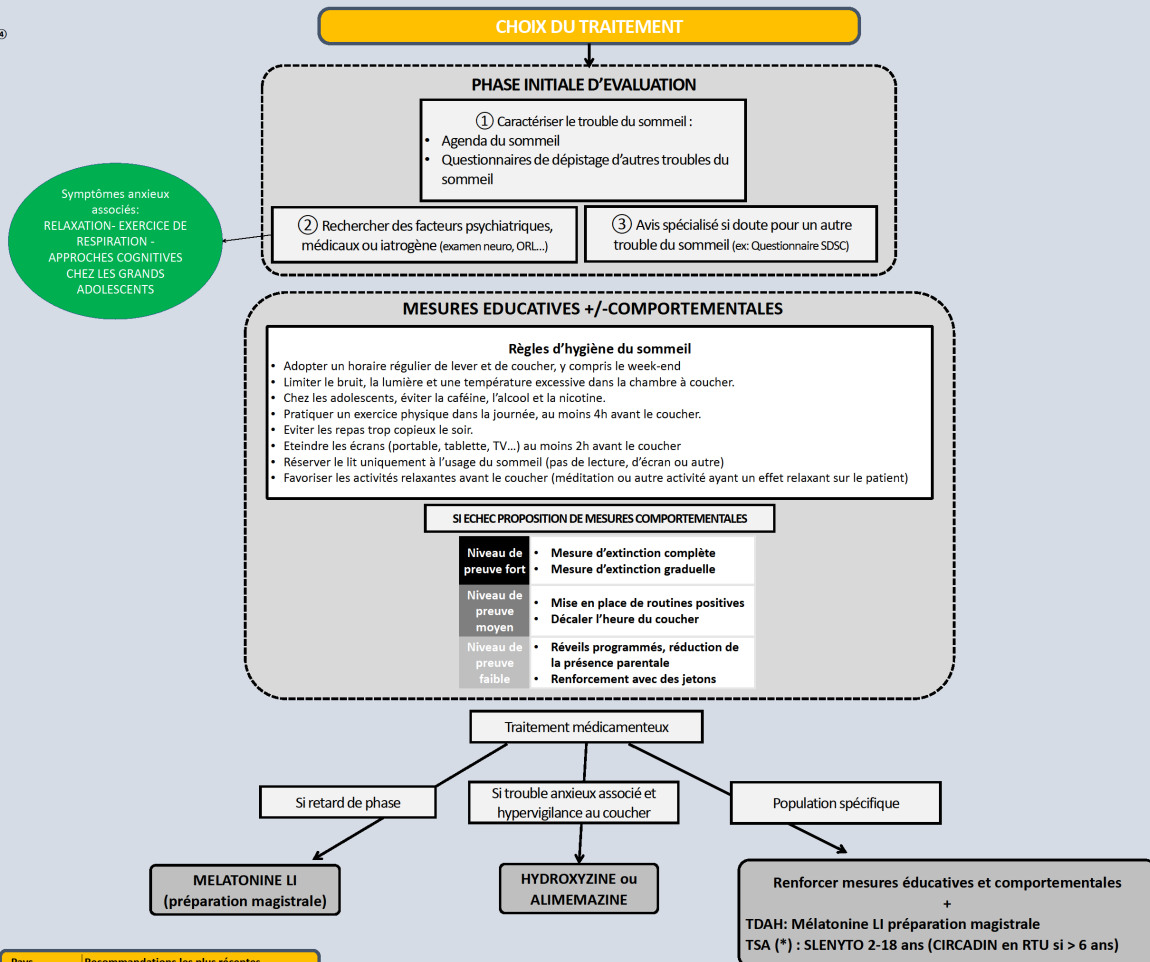 ④
CHOIX DU TRAITEMENT
PHASE INITIALE D'EVALUATION
① Caractériser le trouble du sommeil :
• Agenda du sommeil
• Questionnaires de dépistage d'autres troubles du
sommeil
Symptômes anxieux
associés:
RELAXATION- EXERCICE DE
RESPIRATION -
APPROCHES COGNITIVES
CHEZ LES GRANDS
ADOLESCENTS
② Rechercher des facteurs psychiatriques,
médicaux ou iatrogène (examen neuro, ORL...)
③ Avis spécialisé si doute pour un autre
trouble du sommeil (ex: Questionnaire SDSC)
MESURES EDUCATIVES +/-COMPORTEMENTALES
Règles d'hygiène du sommeil
• Adopter un horaire régulier de lever et de coucher, y compris le week-end
• Limiter le bruit, la lumière et une température excessive dans la chambre à coucher.
• Chez les adolescents, éviter la caféine, l'alcool et la nicotine.
• Pratiquer un exercice physique dans la journée, au moins 4h avant le coucher.
• Eviter les repas trop copieux le soir.
• Eteindre les écrans (portable, tablette, TV...) au moins 2h avant le coucher
• Réserver le lit uniquement à l'usage du sommeil (pas de lecture, d'écran ou autre)
• Favoriser les activités relaxantes avant le coucher (méditation ou autre activité ayant un effet relaxant sur le patient)
SI ECHEC PROPOSITION DE MESURES COMPORTEMENTALES
Niveau de
preuve fort
• Mesure d'extinction complète
• Mesure d'extinction graduelle
Niveau de
preuve
moyen
• Mise en place de routines positives
• Décaler l'heure du coucher
Niveau de
preuve
faible
• Réveils programmés, réduction de
la présence parentale
• Renforcement avec des jetons
Traitement médicamenteux
Si retard de phase
Si trouble anxieux associé et
hypervigilance au coucher
Population spécifique
MELATONINE LI
(préparation magistrale)
HYDROXYZINE ou
ALIMEMAZINE
Renforcer mesures éducatives et comportementales
+
TDAH: Mélatonine LI préparation magistrale
TSA (*) : SLENYTO 2-18 ans (CIRCADIN en RTU si > 6 ans)
Pays Recommandations les plus récentes